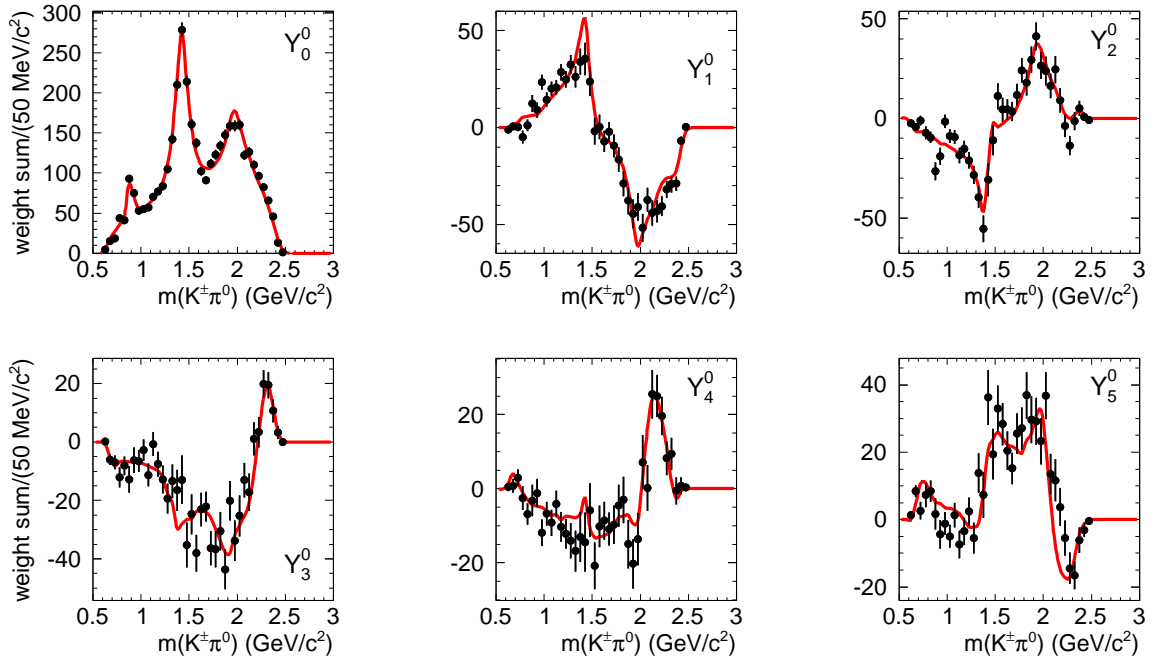 weight sum/(50 MeV/c²)
300
250
200
150
100
50
0
Y₀⁰
0.5 1 1.5 2 2.5 3
m(K±π⁰) (GeV/c²)
50
0
-50
Y₁⁰
0.5 1 1.5 2 2.5 3
m(K±π⁰) (GeV/c²)
50
0
-50
Y₂⁰
0.5 1 1.5 2 2.5 3
m(K±π⁰) (GeV/c²)
weight sum/(50 MeV/c²)
20
0
-20
-40
Y₃⁰
0.5 1 1.5 2 2.5 3
m(K±π⁰) (GeV/c²)
20
0
-20
Y₄⁰
0.5 1 1.5 2 2.5 3
m(K±π⁰) (GeV/c²)
40
20
0
-20
Y₅⁰
0.5 1 1.5 2 2.5 3
m(K±π⁰) (GeV/c²)